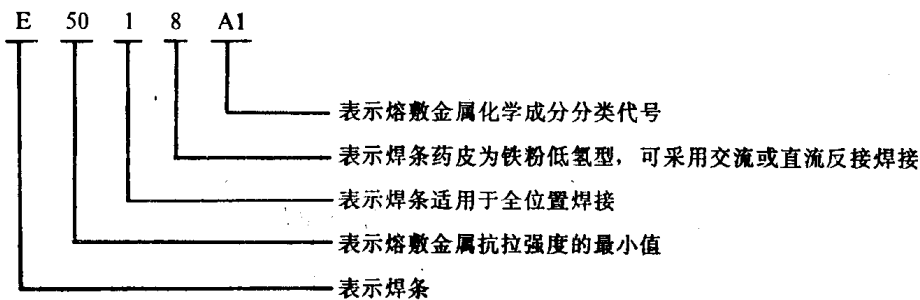 E 50 1 8 A1
表示熔敷金属化学成分分类代号
表示焊条药皮为铁粉低氢型，可采用交流或直流反接焊接
表示焊条适用于全位置焊接
表示熔敷金属抗拉强度的最小值
表示焊条